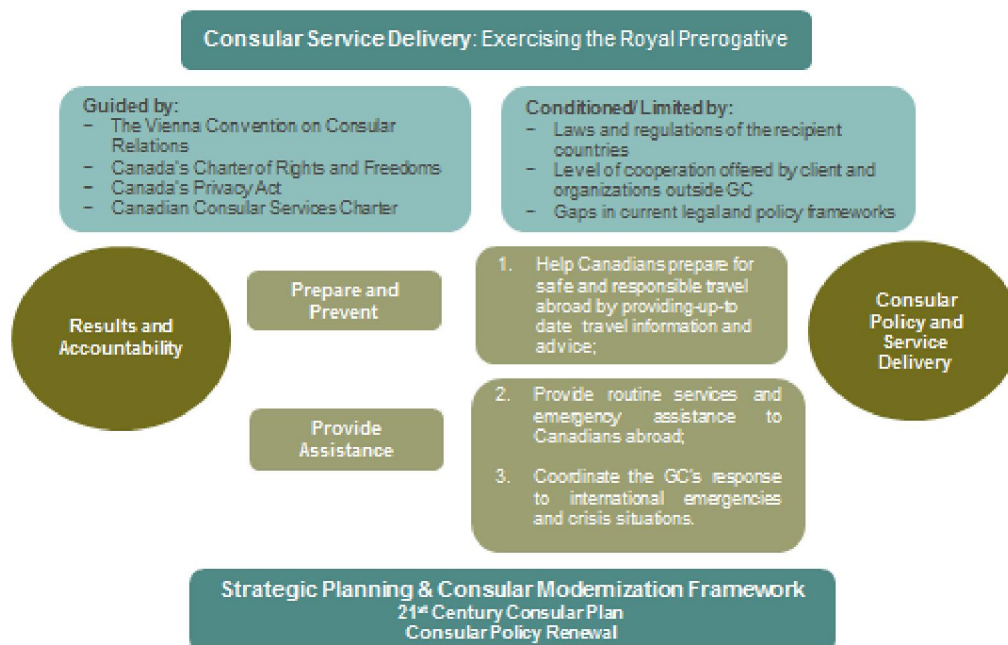 Consular Service Delivery: Exercising the Royal Prerogative
Guided by:
− The Vienna Convention on Consular
Relations
− Canada's Charter of Rights and Freedoms
− Canada's Privacy Act
− Canadian Consular Services Charter
Conditioned/ Limited by:
− Laws and regulations of the recipient
countries
− Level of cooperation offered by client and
organizations outside GC
− Gaps in current legal and policy frameworks
Results and
Accountability
Prepare and
Prevent
1. Help Canadians prepare for
safe and responsible travel
abroad by providing-up-to
date travel information and
advice;
Provide
Assistance
2. Provide routine services and
emergency assistance to
Canadians abroad;
3. Coordinate the GC's response
to international emergencies
and crisis situations.
Consular
Policy and
Service
Delivery
Strategic Planning & Consular Modernization Framework
21st Century Consular Plan
Consular Policy Renewal